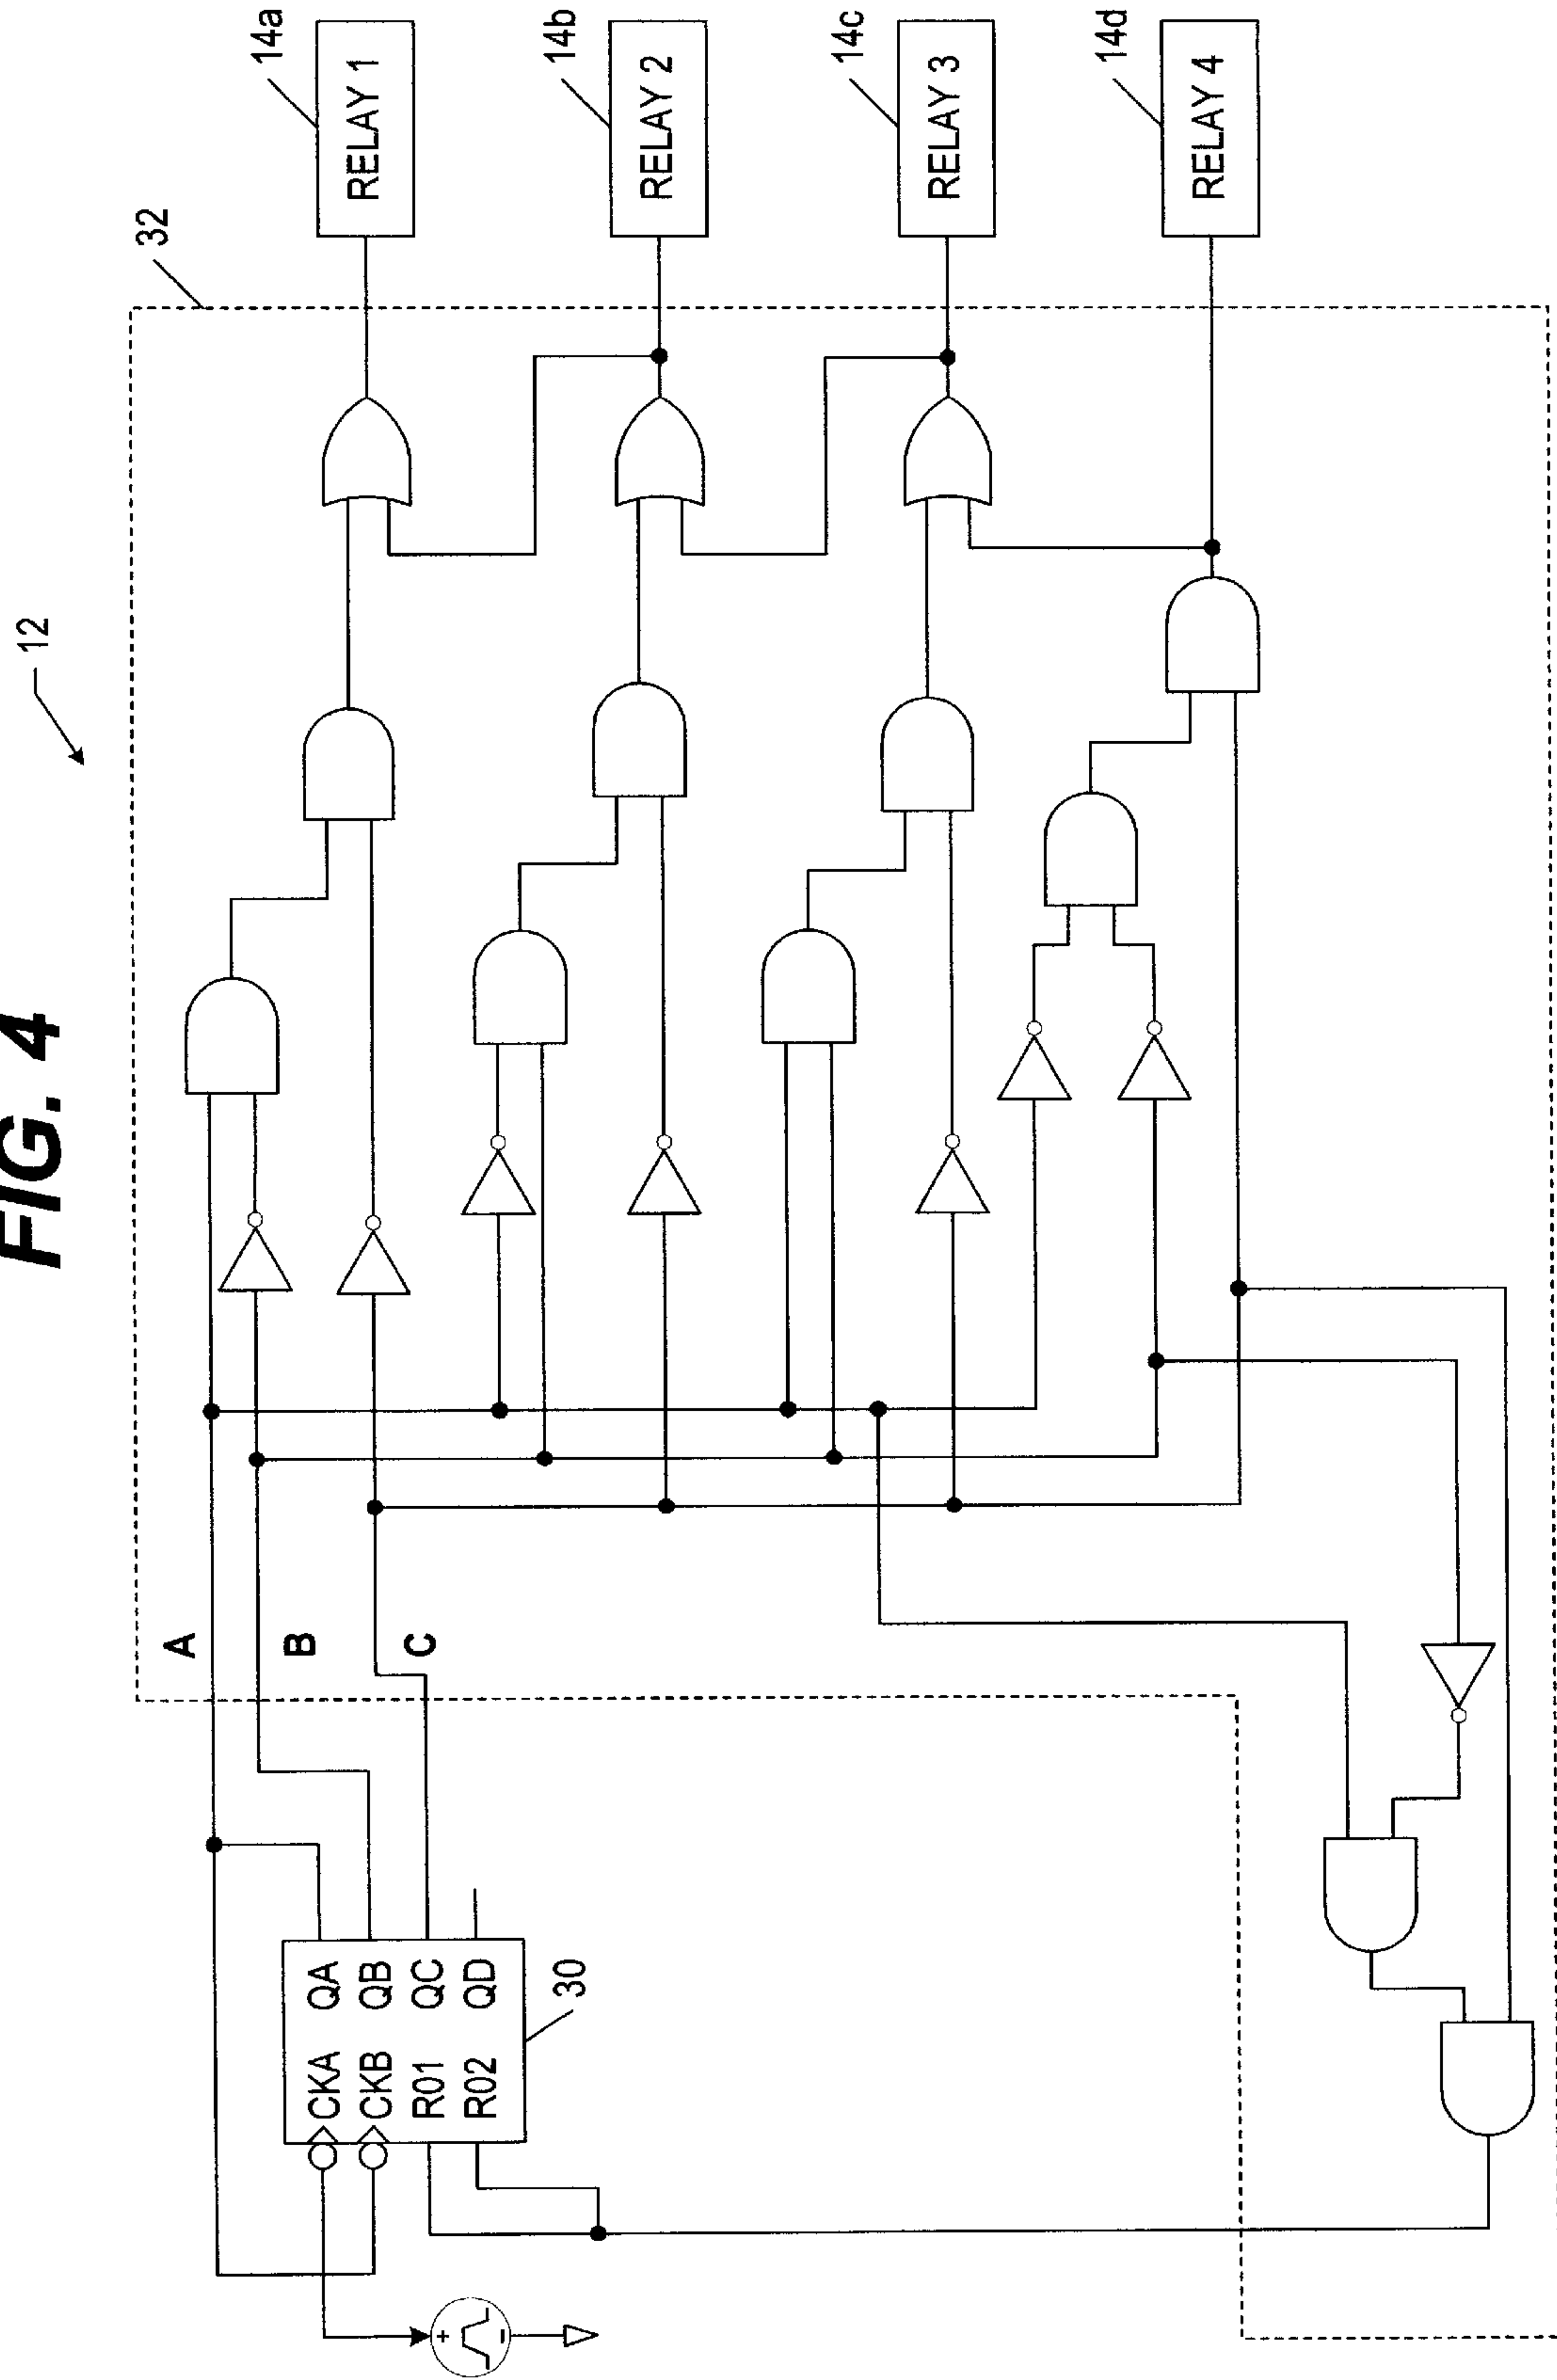 FIG. 4
12
32
14a
RELAY 1
14b
RELAY 2
14c
RELAY 3
14d
RELAY 4
A
B
C
CKA QA
CKB QB
R01 QC
R02 QD
30
+
-